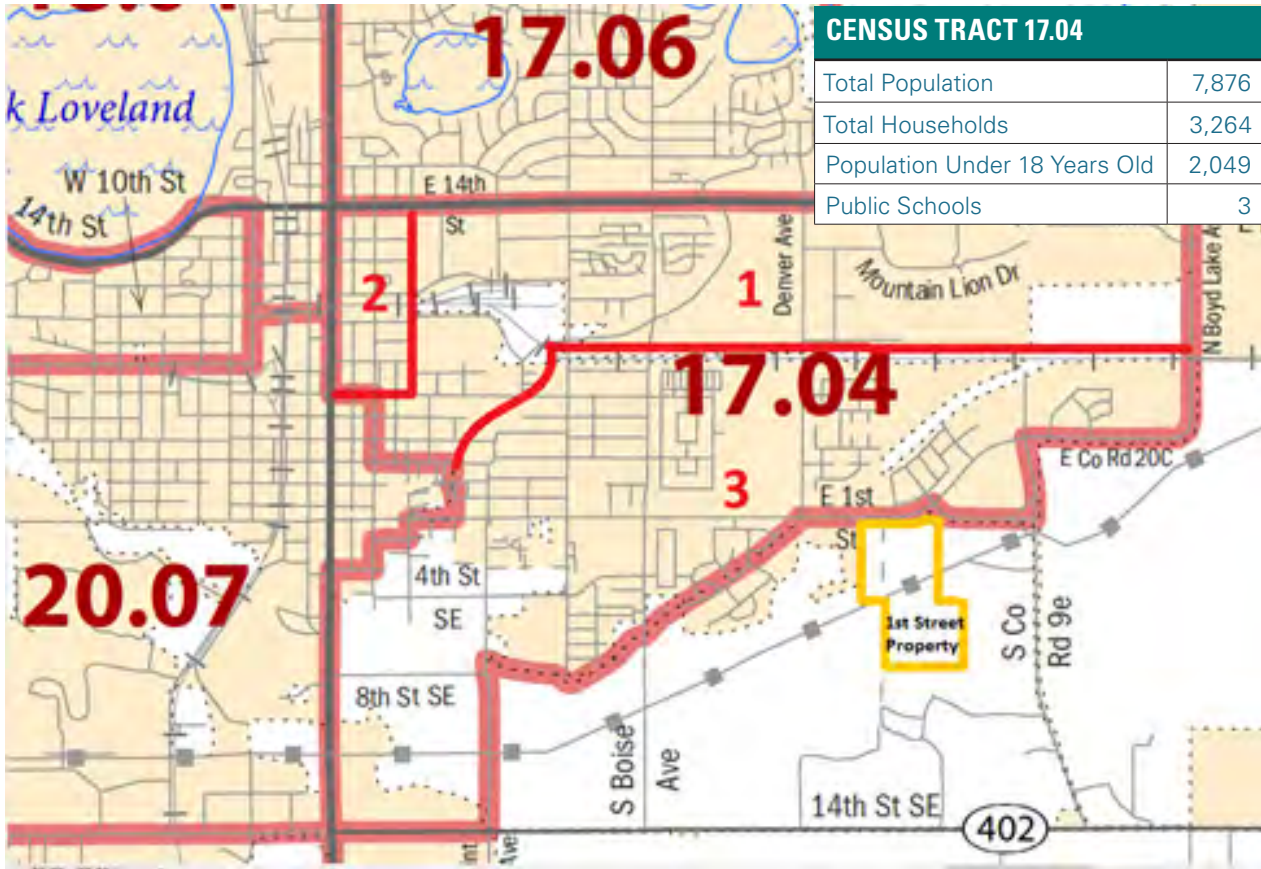 17.06
CENSUS TRACT 17.04
Total Population 7,876
Total Households 3,264
Population Under 18 Years Old 2,049
Public Schools 3
k Loveland
W 10th St
14th St
E 14th
St
2
1
Denver Ave
Mountain Lion Dr
N Boyd Lake A
17.04
3
E 1st
St
E Co Rd 20C
20.07
4th St
SE
8th St SE
1st Street
Property
S Co
Rd 9e
S Boise
Ave
14th St SE
402
int
Ave